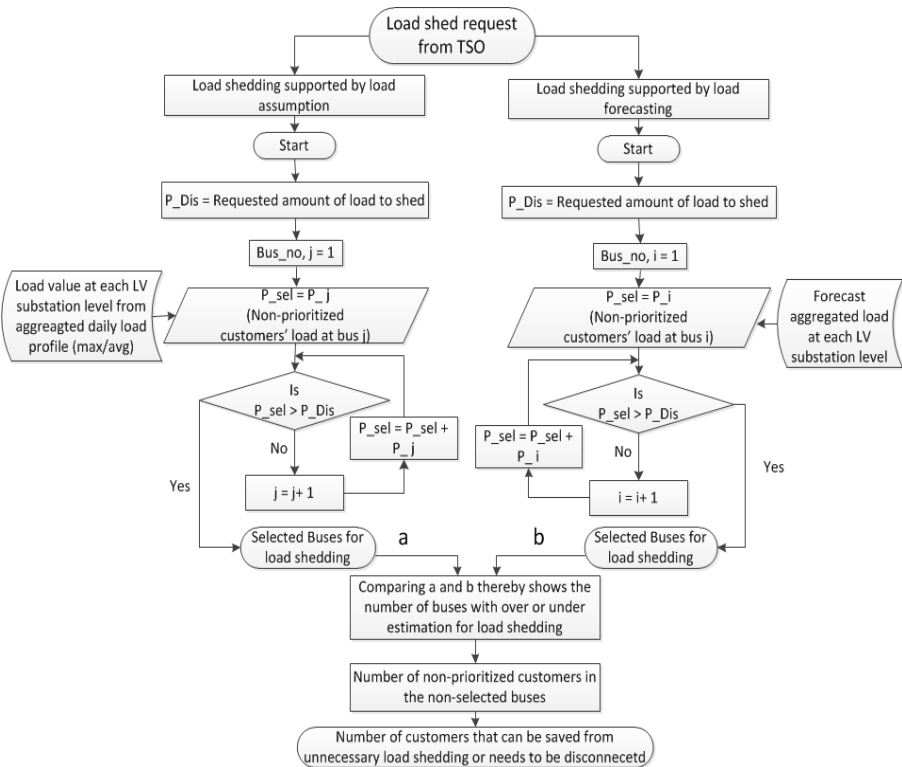 Load shed request
from TSO
Load shedding supported by load
assumption
Load shedding supported by load
forecasting
Start
Start
P_Dis = Requested amount of load to shed
P_Dis = Requested amount of load to shed
Bus_no, j = 1
Bus_no, i = 1
Load value at each LV
substation level from
aggreagted daily load
profile (max/avg)
P_sel = P_ j
(Non-prioritized
customers' load at bus j)
P_sel = P_i
(Non-prioritized
customers' load at bus i)
Forecast
aggregated load
at each LV
substation level
Is
P_sel > P_Dis
P_sel = P_sel +
P_ j
No
Yes
j = j+ 1
Is
P_sel > P_Dis
P_sel = P_sel +
P_ i
No
Yes
i = i+ 1
Selected Buses for
load shedding
a
b
Selected Buses for
load shedding
Comparing a and b thereby shows the
number of buses with over or under
estimation for load shedding
Number of non-prioritized customers in
the non-selected buses
Number of customers that can be saved from
unnecessary load shedding or needs to be disconnecetd